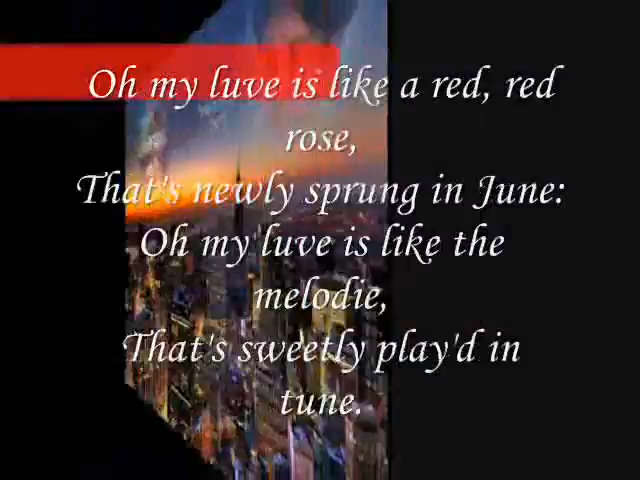 Oh my luve is like a red, red
rose,
That's newly sprung in June:
Oh my luve is like the
melodie,
That's sweetly play'd in
tune.